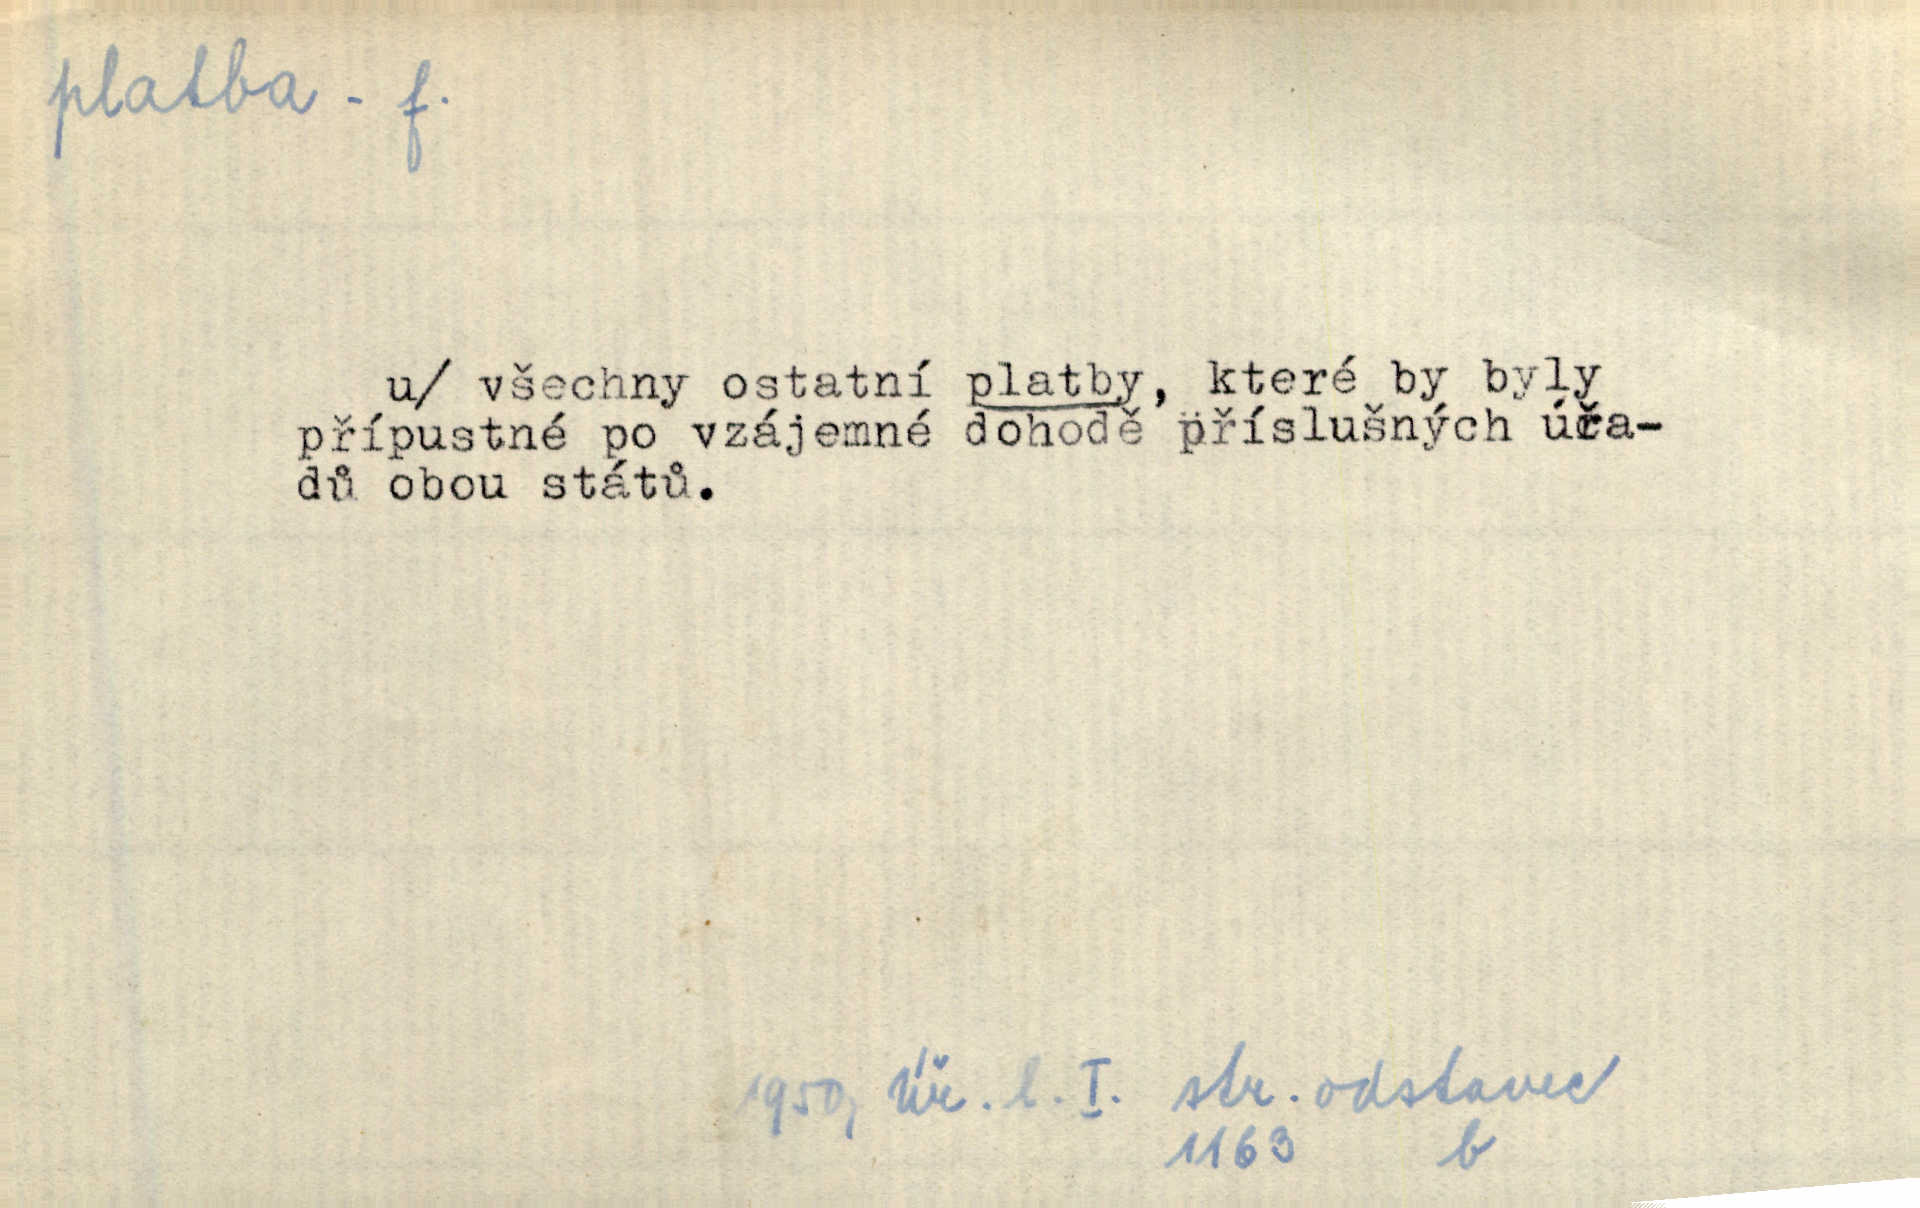 platba - f.
u/ všechny ostatní platby, které by byly
přípustné po vzájemné dohodě příslušných úřa-
dů obou států.
1950, Úř. l. I. str. odstavec
1163 b